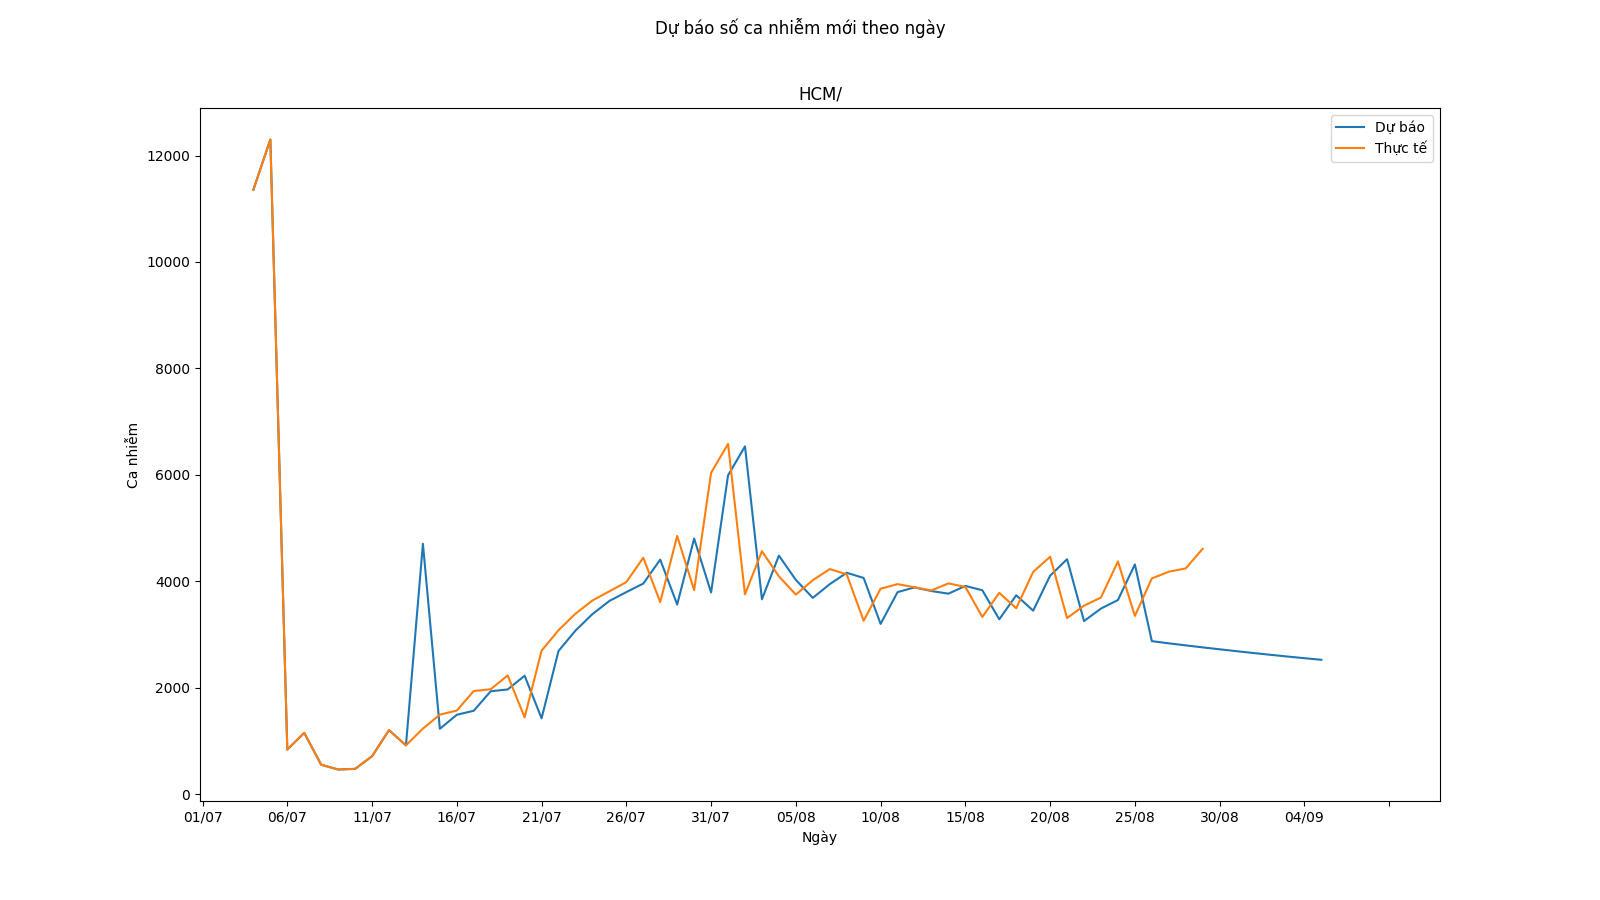 Dự báo số ca nhiễm mới theo ngày
HCM/
Dự báo
Thực tế
12000
10000
8000
6000
4000
2000
0
Ca nhiễm
01/07 06/07 11/07 16/07 21/07 26/07 31/07 05/08 10/08 15/08 20/08 25/08 30/08 04/09
Ngày